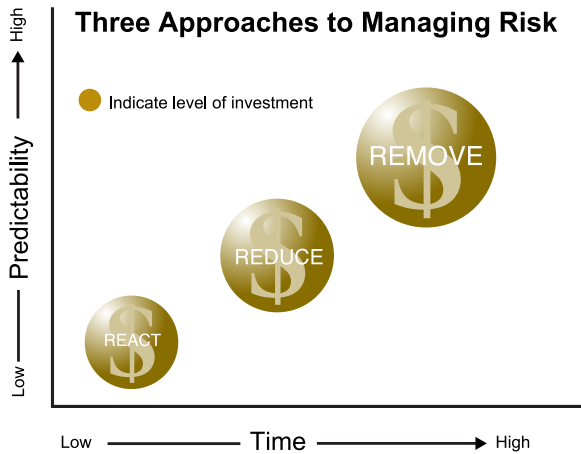 Three Approaches to Managing Risk
High
Indicate level of investment
$
REMOVE
Predictability
$
REDUCE
$
REACT
Low
Low
Time
High